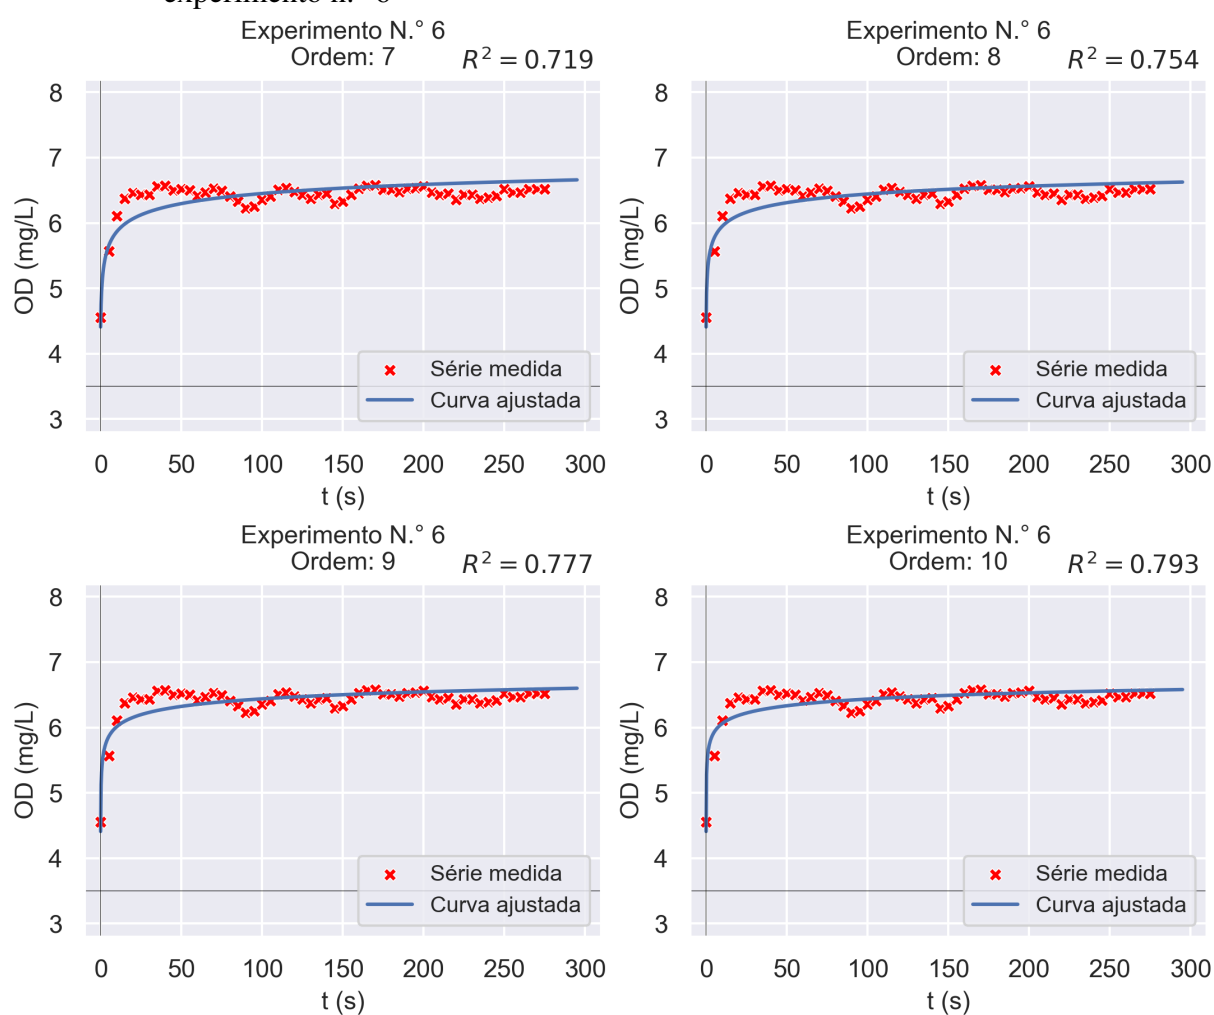 experimento n.° 6
Experimento N.° 6
Ordem: 7
R² = 0.719
8
7
6
5
4
3
OD (mg/L)
Série medida
Curva ajustada
0 50 100 150 200 250 300
t (s)
Experimento N.° 6
Ordem: 8
R² = 0.754
8
7
6
5
4
3
OD (mg/L)
Série medida
Curva ajustada
0 50 100 150 200 250 300
t (s)
Experimento N.° 6
Ordem: 9
R² = 0.777
8
7
6
5
4
3
OD (mg/L)
Série medida
Curva ajustada
0 50 100 150 200 250 300
t (s)
Experimento N.° 6
Ordem: 10
R² = 0.793
8
7
6
5
4
3
OD (mg/L)
Série medida
Curva ajustada
0 50 100 150 200 250 300
t (s)